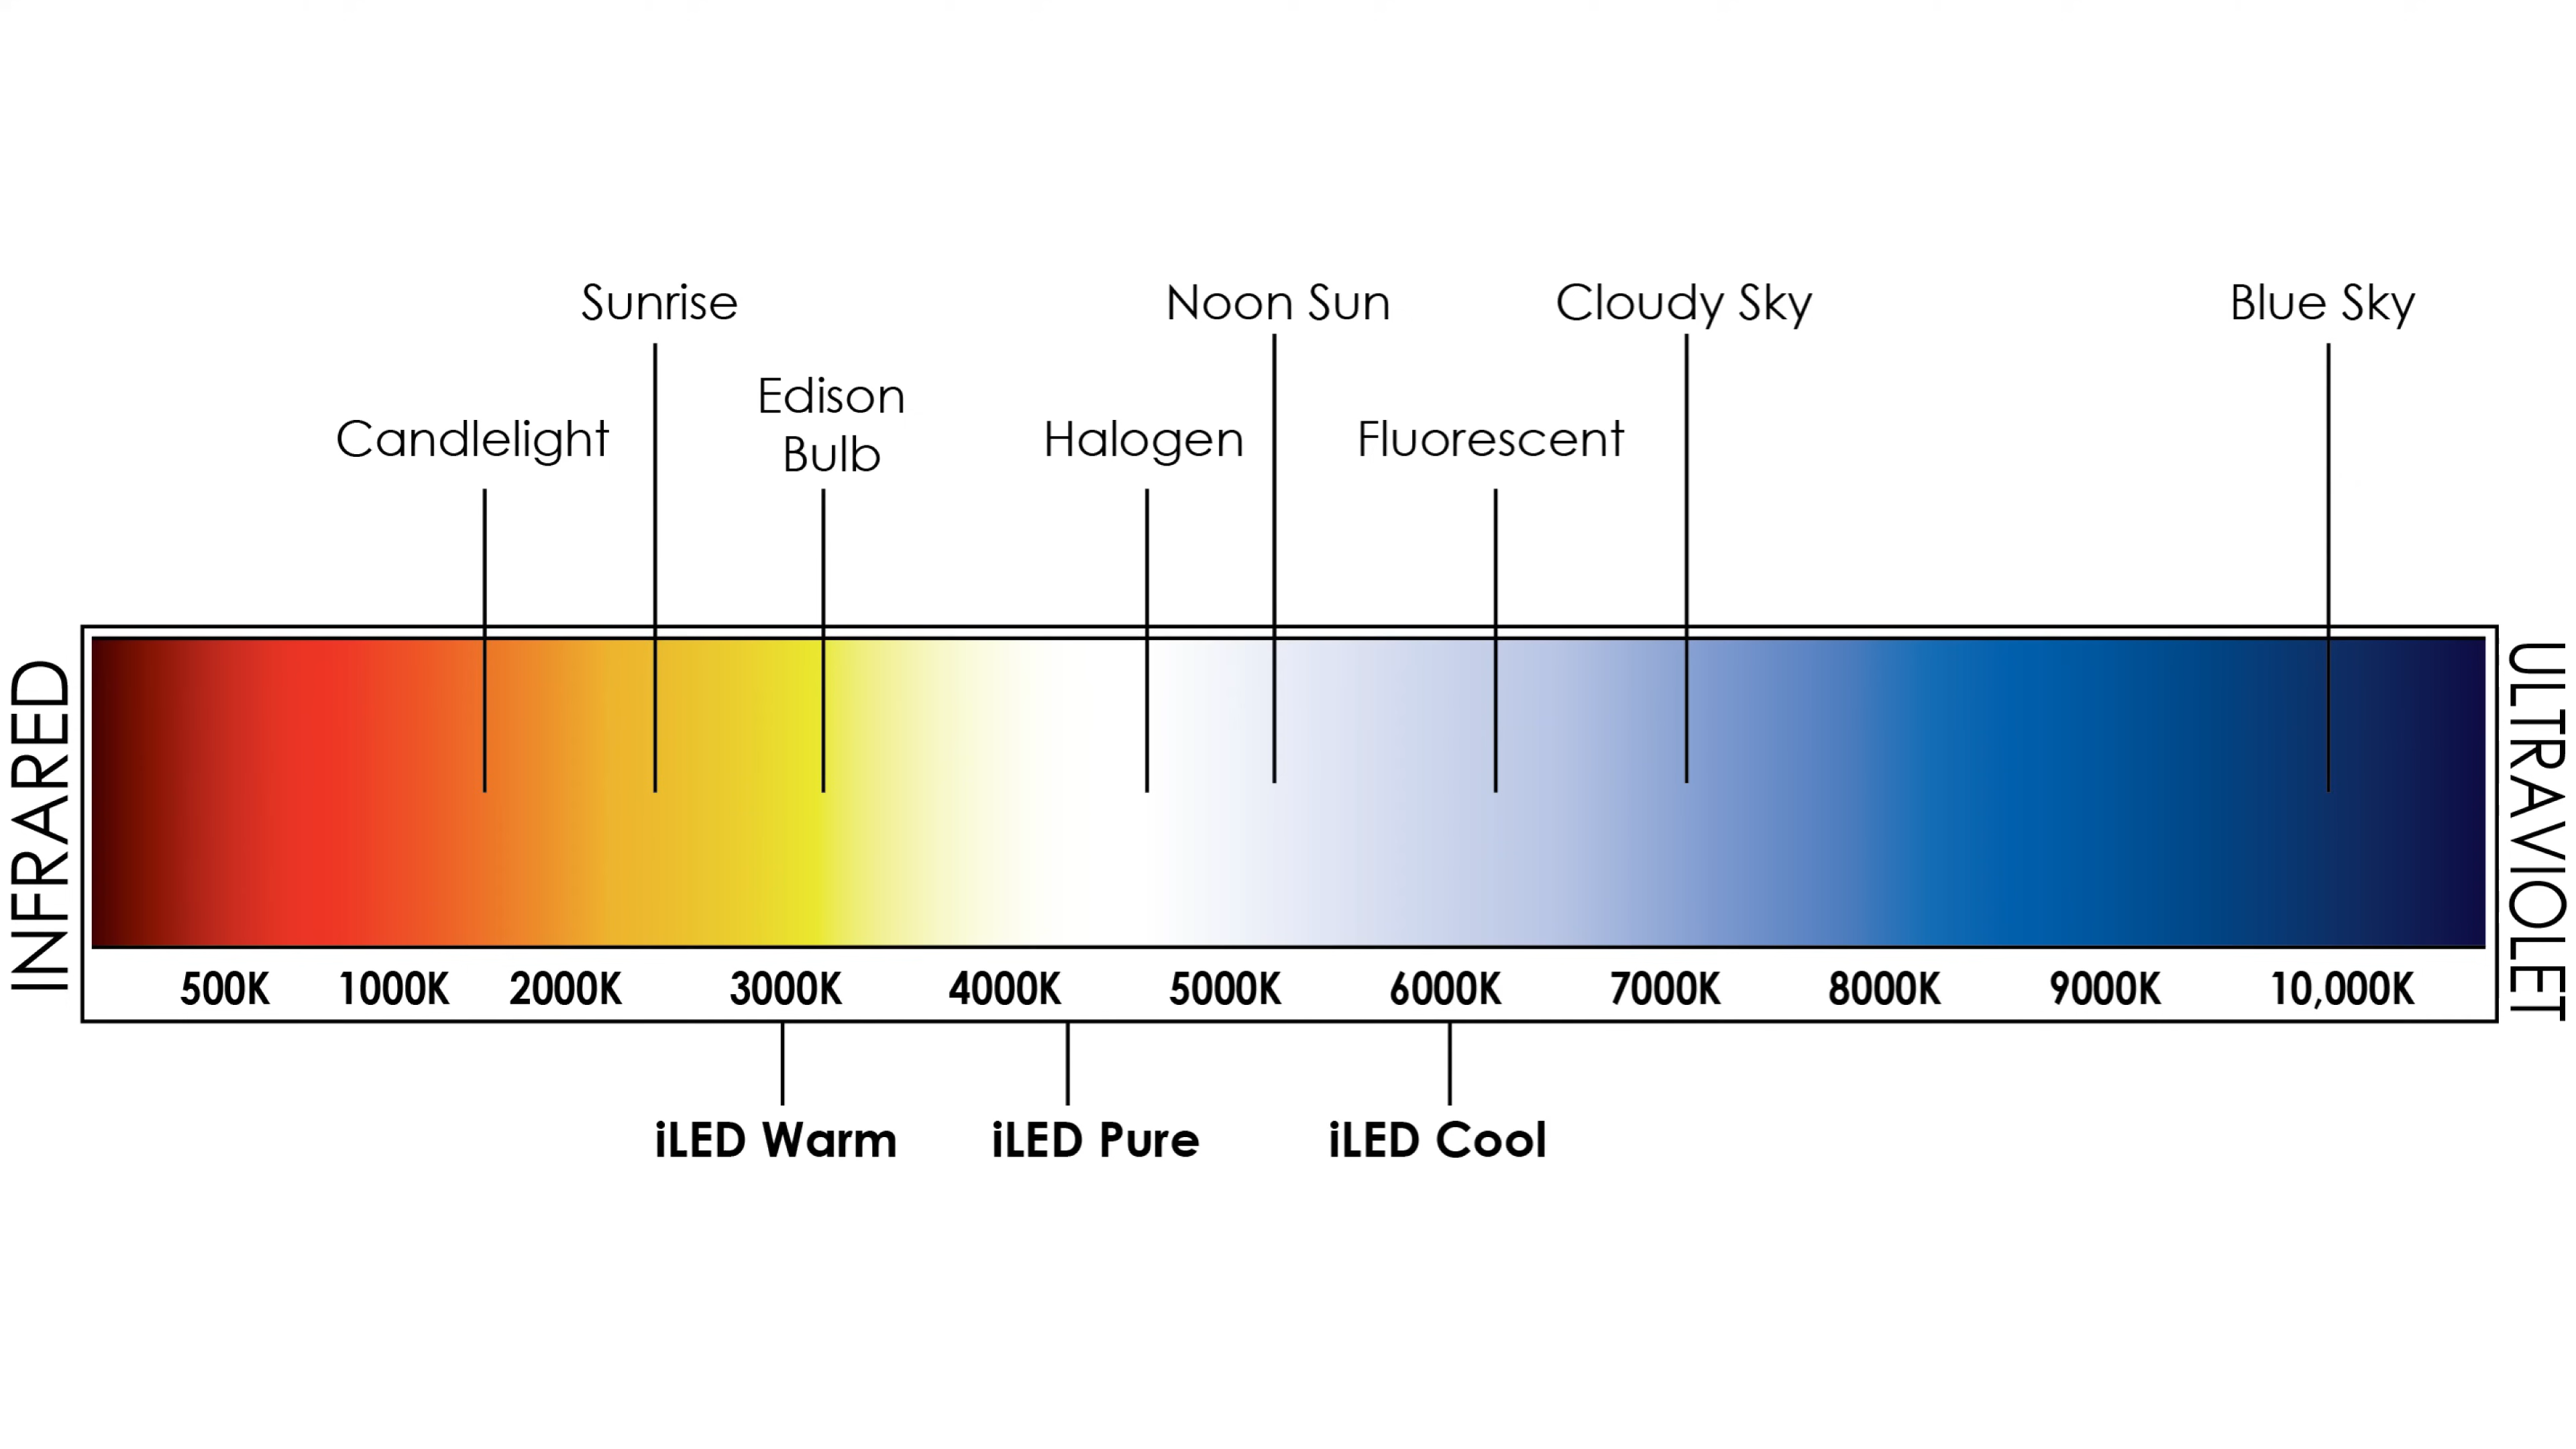 Sunrise
Noon Sun
Cloudy Sky
Blue Sky
Candlelight
Edison
Bulb
Halogen
Fluorescent
INFRARED
ULTRAVIOLET
500K 1000K 2000K 3000K 4000K 5000K 6000K 7000K 8000K 9000K 10,000K
iLED Warm
iLED Pure
iLED Cool